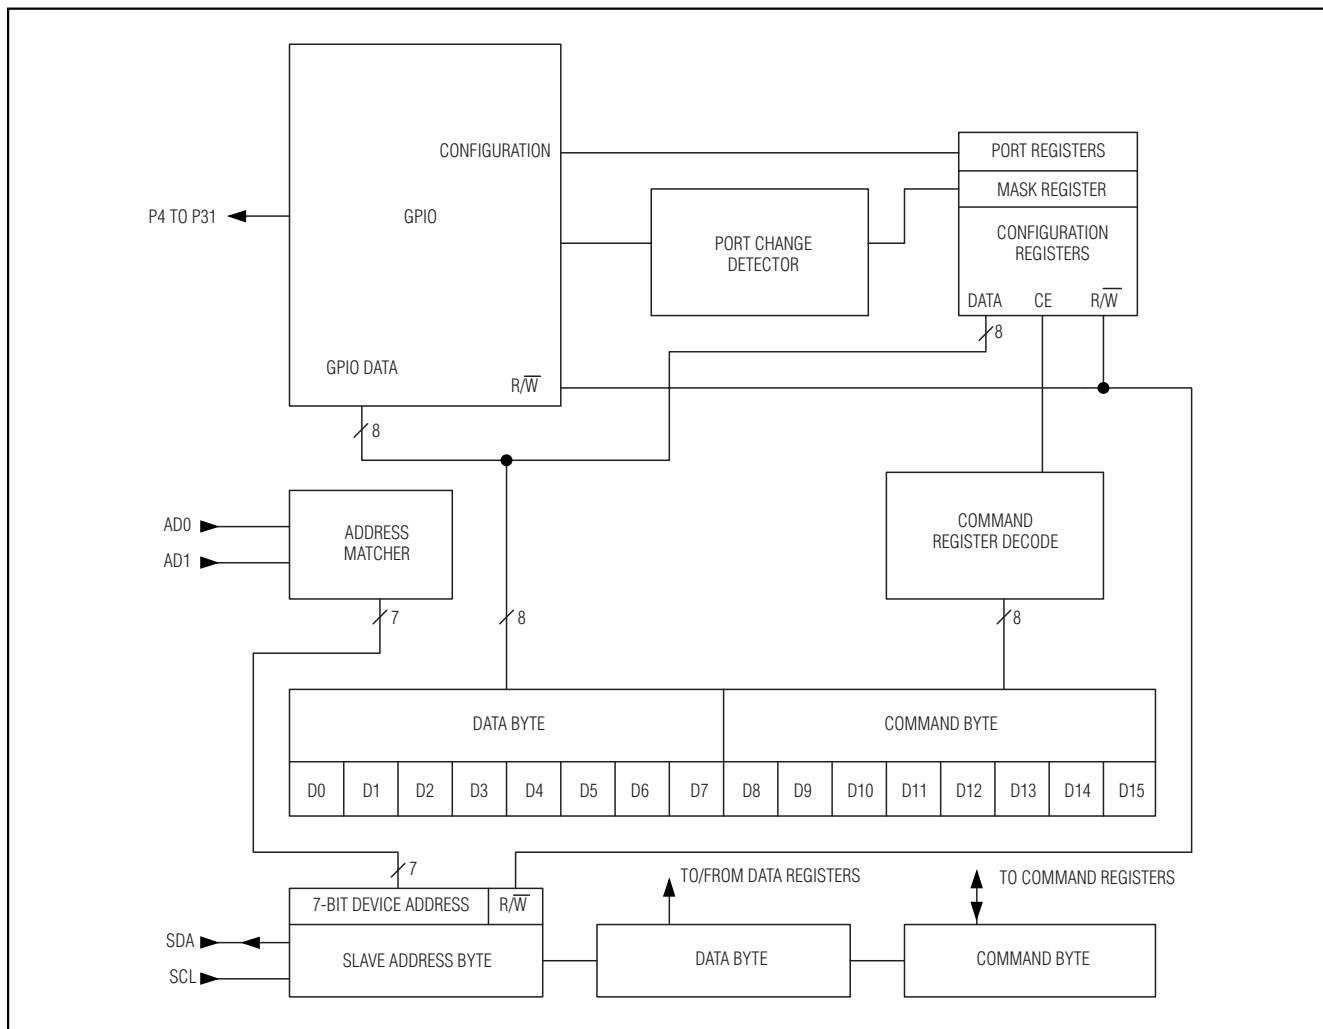 CONFIGURATION
PORT REGISTERS
MASK REGISTER
P4 TO P31
GPIO
PORT CHANGE
DETECTOR
CONFIGURATION
REGISTERS
DATA
CE
R/W̅
8
GPIO DATA
R/W̅
8
AD0
AD1
ADDRESS
MATCHER
COMMAND
REGISTER DECODE
7
8
8
DATA BYTE
COMMAND BYTE
D0 D1 D2 D3 D4 D5 D6 D7 D8 D9 D10 D11 D12 D13 D14 D15
7
TO/FROM DATA REGISTERS
TO COMMAND REGISTERS
7-BIT DEVICE ADDRESS
R/W̅
SDA
SCL
SLAVE ADDRESS BYTE
DATA BYTE
COMMAND BYTE